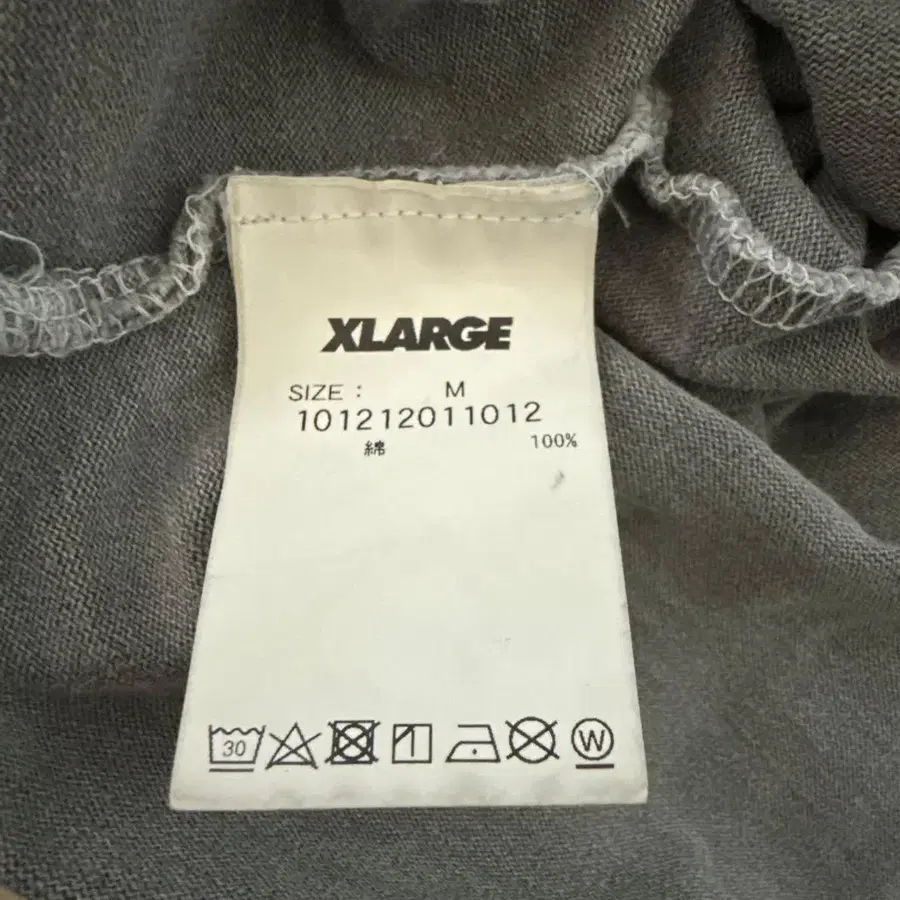 XLARGE
SIZE : M
101212011012
綿 100%
30 W